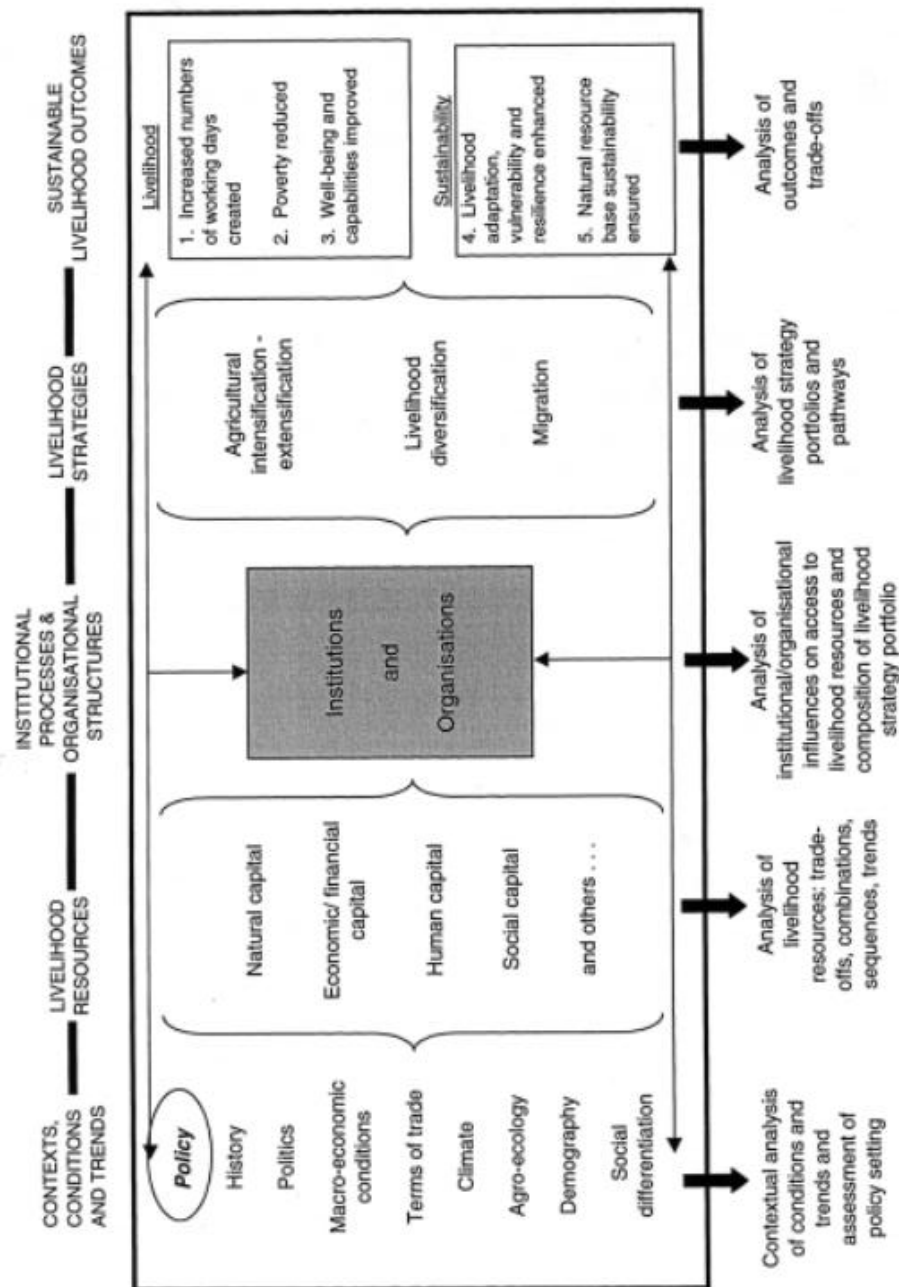 CONTEXTS,
CONDITIONS
AND TRENDS
LIVELIHOOD
RESOURCES
INSTITUTIONAL
PROCESSES &
ORGANISATIONAL
STRUCTURES
LIVELIHOOD
STRATEGIES
SUSTAINABLE
LIVELIHOOD OUTCOMES
Policy
History
Politics
Macro-economic
conditions
Terms of trade
Climate
Agro-ecology
Demography
Social
differentiation
Natural capital
Economic/ financial
capital
Human capital
Social capital
and others . . .
Institutions
and
Organisations
Agricultural
intensification -
extensification
Livelihood
diversification
Migration
Livelihood
1. Increased numbers
of working days
created
2. Poverty reduced
3. Well-being and
capabilities improved
Sustainability
4. Livelihood
adaptation,
vulnerability and
resilience enhanced
5. Natural resource
base sustainability
ensured
Contextual analysis
of conditions and
trends and
assessment of
policy setting
Analysis of
livelihood
resources: trade-
offs, combinations,
sequences, trends
Analysis of
institutional/organisational
influences on access to
livelihood resources and
composition of livelihood
strategy portfolio
Analysis of
livelihood strategy
portfolios and
pathways
Analysis of
outcomes and
trade-offs